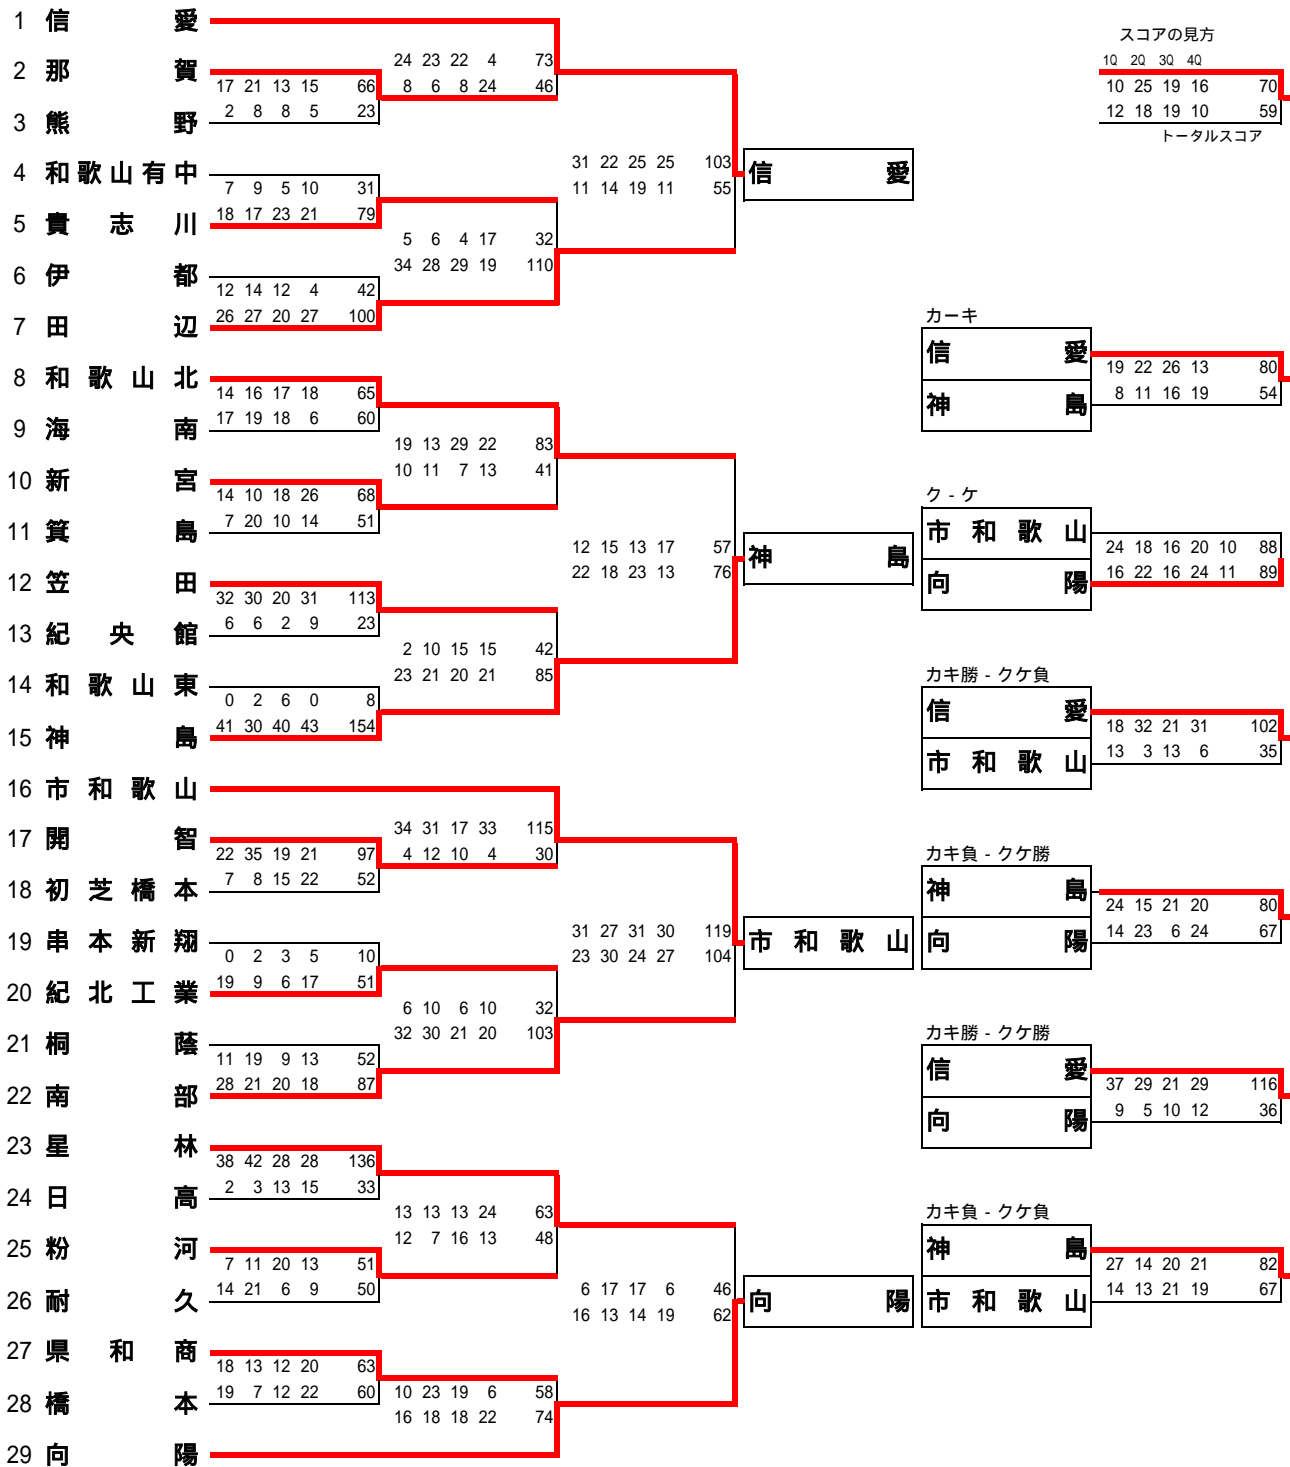 1 信愛
2 那賀
3 熊野
4 和歌山有中
5 貴志川
6 伊都
7 田辺
8 和歌山北
9 海南
10 新宮
11 箕島
12 笠田
13 紀央館
14 和歌山東
15 神島
16 市和歌山
17 開智
18 初芝橋本
19 串本新翔
20 紀北工業
21 桐蔭
22 南部
23 星林
24 日高
25 粉河
26 耐久
27 県和商
28 橋本
29 向陽
17 21 13 15 66
2 8 8 5 23
7 9 5 10 31
18 17 23 21 79
12 14 12 4 42
26 27 20 27 100
14 16 17 18 65
17 19 18 6 60
14 10 18 26 68
7 20 10 14 51
32 30 20 31 113
6 6 2 9 23
0 2 6 0 8
41 30 40 43 154
22 35 19 21 97
7 8 15 22 52
0 2 3 5 10
19 9 6 17 51
11 19 9 13 52
28 21 20 18 87
38 42 28 28 136
2 3 13 15 33
7 11 20 13 51
14 21 6 9 50
18 13 12 20 63
19 7 12 22 60
24 23 22 4 73
8 6 8 24 46
5 6 4 17 32
34 28 29 19 110
19 13 29 22 83
10 11 7 13 41
2 10 15 15 42
23 21 20 21 85
34 31 17 33 115
4 12 10 4 30
6 10 6 10 32
32 30 21 20 103
13 13 13 24 63
12 7 16 13 48
10 23 19 6 58
16 18 18 22 74
31 22 25 25 103
11 14 19 11 55
12 15 13 17 57
22 18 23 13 76
31 27 31 30 119
23 30 24 27 104
6 17 17 6 46
16 13 14 19 62
信愛
神島
市和歌山
向陽
スコアの見方
1Q 2Q 3Q 4Q
10 25 19 16 70
12 18 19 10 59
トータルスコア
カーキ
信愛
19 22 26 13 80
神島
8 11 16 19 54
ク - ケ
市和歌山
24 18 16 20 10 88
向陽
16 22 16 24 11 89
カキ勝 - クケ負
信愛
18 32 21 31 102
市和歌山
13 3 13 6 35
カキ負 - クケ勝
神島
24 15 21 20 80
向陽
14 23 6 24 67
カキ勝 - クケ勝
信愛
37 29 21 29 116
向陽
9 5 10 12 36
カキ負 - クケ負
神島
27 14 20 21 82
市和歌山
14 13 21 19 67